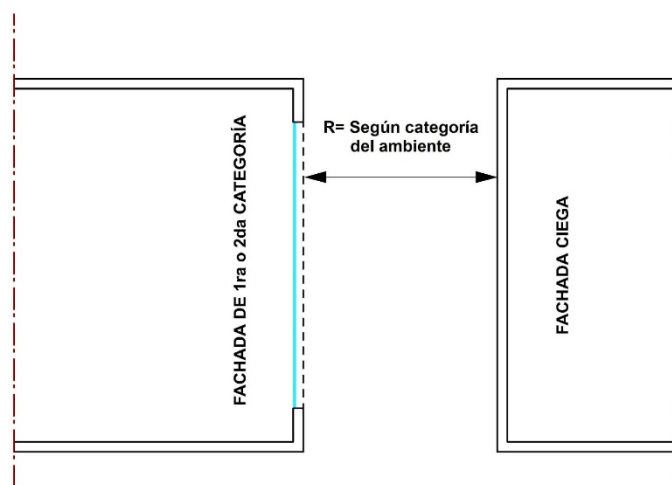 FACHADA DE 1ra o 2da CATEGORÍA
R= Según categoría
del ambiente
FACHADA CIEGA